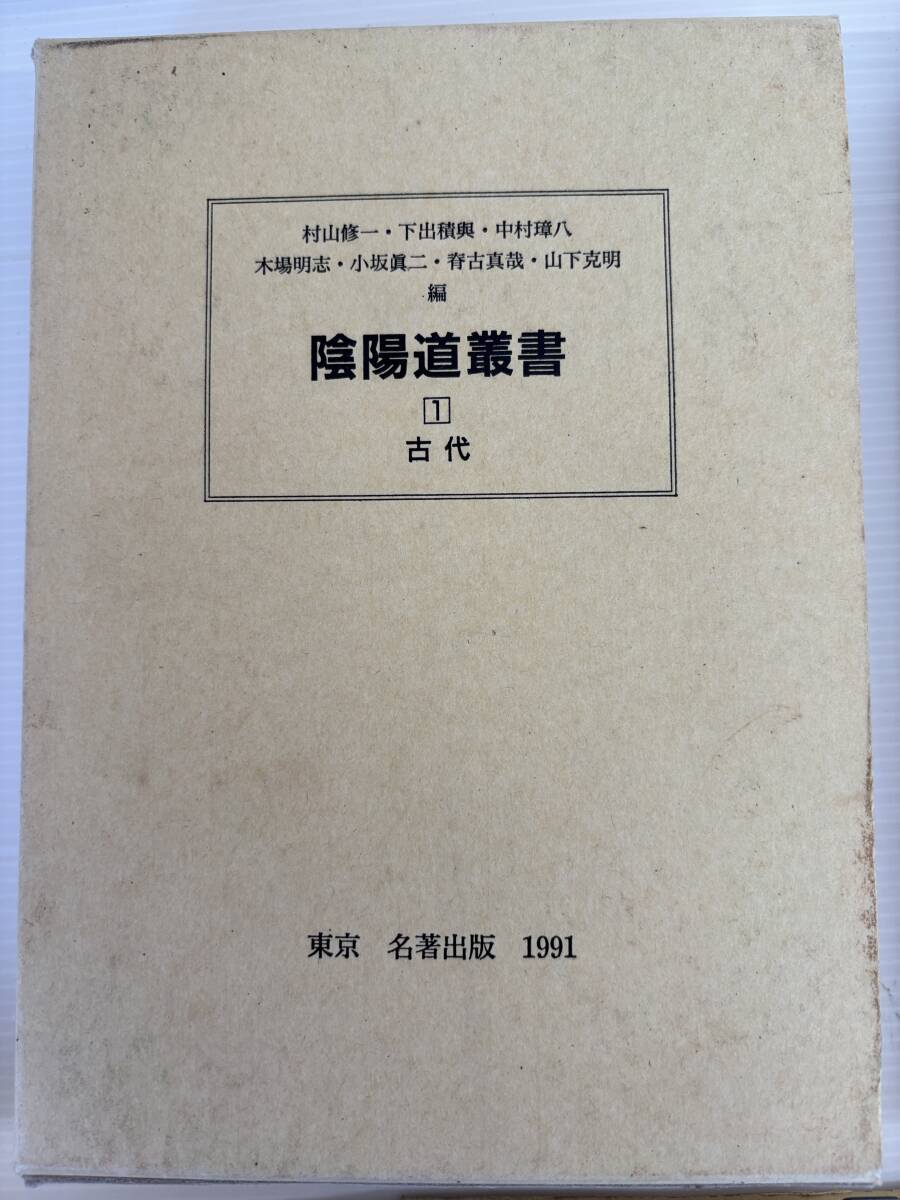 村山修一・下出積與・中村璋八
木場明志・小坂眞二・脊古真哉・山下克明
編
陰陽道叢書
1
古代
東京 名著出版 1991